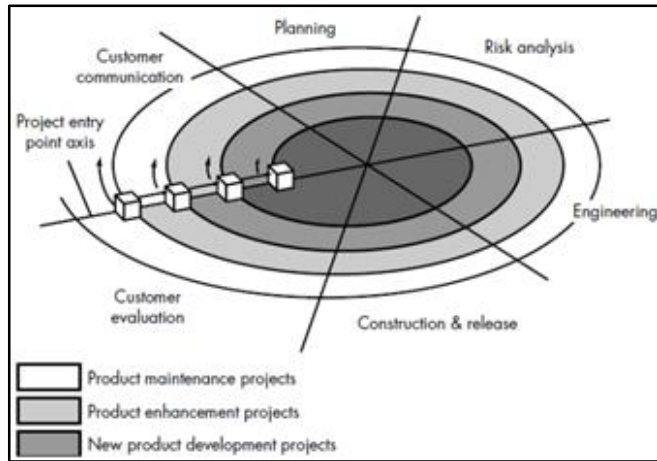 Planning
Risk analysis
Customer
communication
Project entry
point axis
Engineering
Customer
evaluation
Construction & release
Product maintenance projects
Product enhancement projects
New product development projects